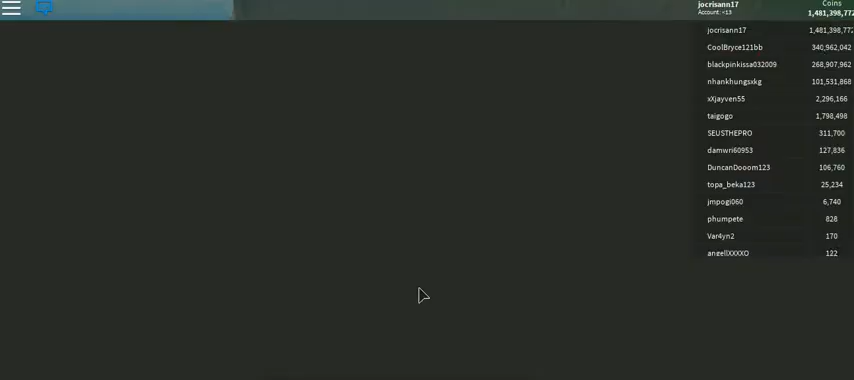 jocrisann17
Account: <13
Coins
1,481,398,772
jocrisann17 1,481,398,772
CoolBryce121bb 340,962,042
blackpinkissa032009 268,907,962
nhankhungsxkg 101,531,868
xXjayven55 2,296,166
taigogo 1,798,498
SEUSTHEPRO 311,700
damwri60953 127,836
DuncanDooom123 106,760
topa_beka123 25,234
jmpogi060 6,740
phumpete 828
Var4yn2 170
angellXXXXO 122